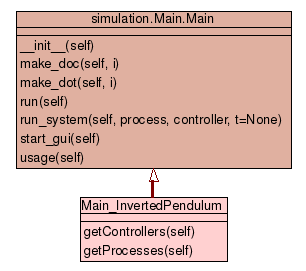 simulation.Main.Main
__init__(self)
make_doc(self, i)
make_dot(self, i)
run(self)
run_system(self, process, controller, t=None)
start_gui(self)
usage(self)
Main_InvertedPendulum
getControllers(self)
getProcesses(self)